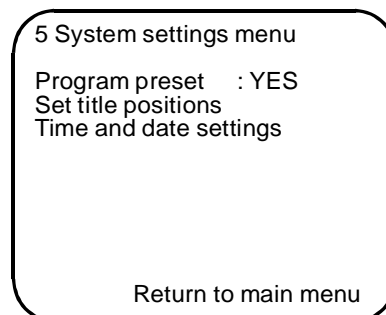 5 System settings menu
Program preset : YES
Set title positions
Time and date settings
Return to main menu